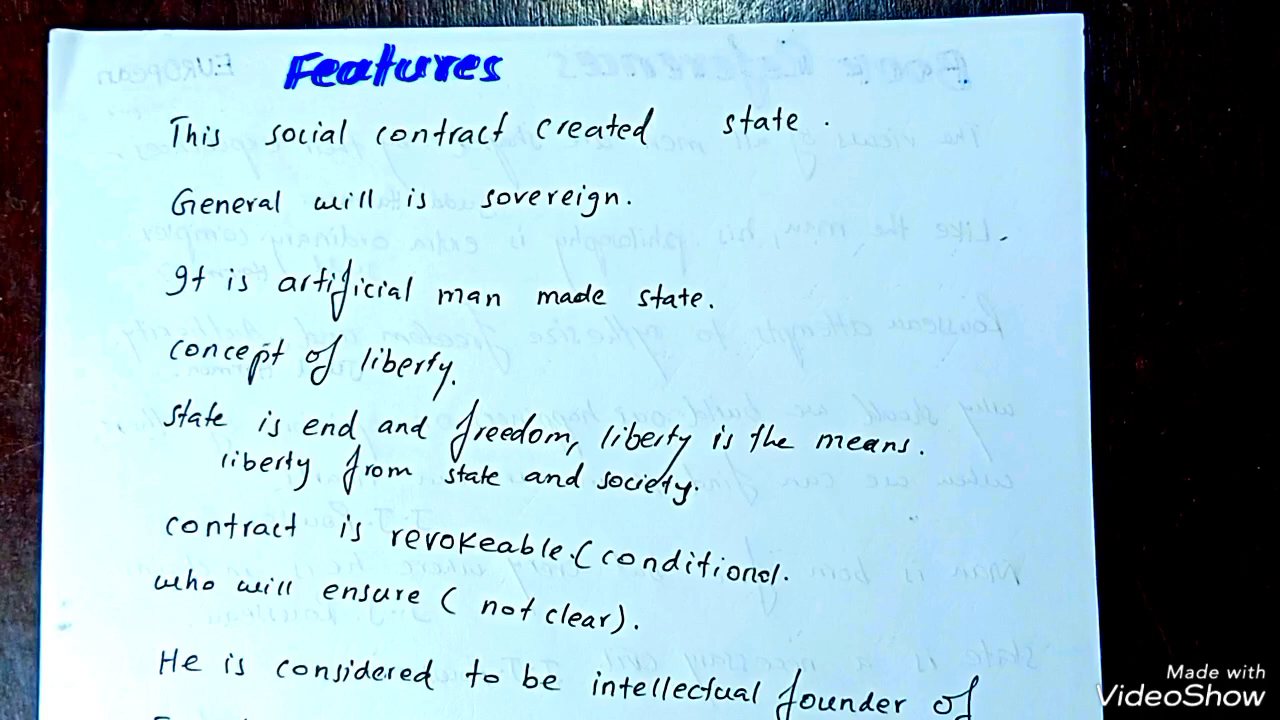 Features
This social contract created state.
General will is sovereign.
It is artificial man made state.
concept of liberty.
state is end and freedom, liberty is the means.
liberty from state and society.
contract is revokeable. (conditional.
who will ensure ( not clear).
He is considered to be intellectual founder of
Made with
VideoShow